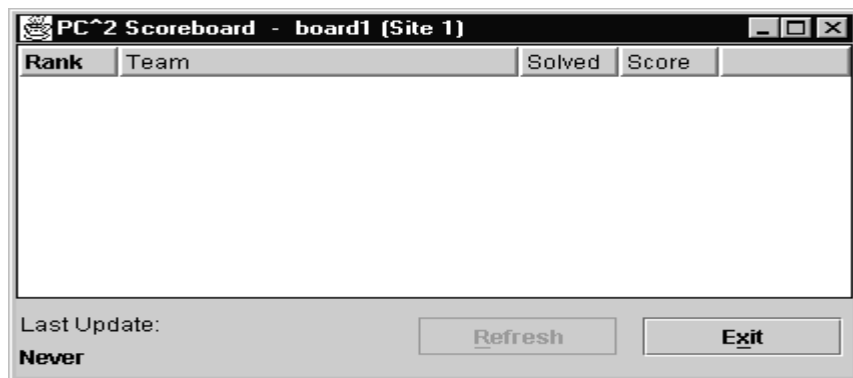 PC^2 Scoreboard - board1 (Site 1)
Rank Team Solved Score
Last Update:
Never
Refresh Exit